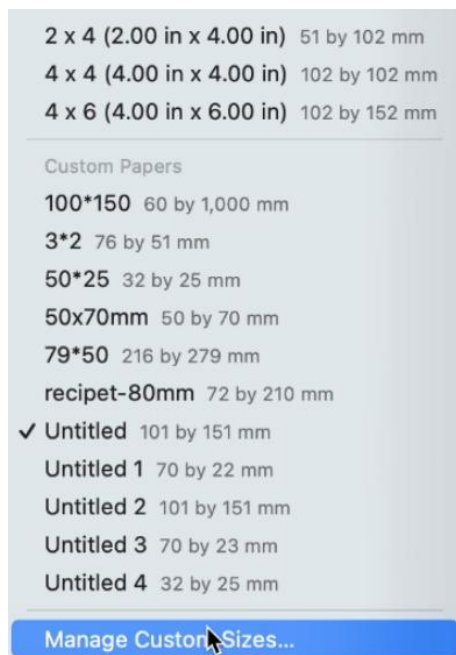 2 x 4 (2.00 in x 4.00 in) 51 by 102 mm
4 x 4 (4.00 in x 4.00 in) 102 by 102 mm
4 x 6 (4.00 in x 6.00 in) 102 by 152 mm
Custom Papers
100*150 60 by 1,000 mm
3*2 76 by 51 mm
50*25 32 by 25 mm
50x70mm 50 by 70 mm
79*50 216 by 279 mm
recipet-80mm 72 by 210 mm
✓ Untitled 101 by 151 mm
Untitled 1 70 by 22 mm
Untitled 2 101 by 151 mm
Untitled 3 70 by 23 mm
Untitled 4 32 by 25 mm
Manage Custom Sizes...